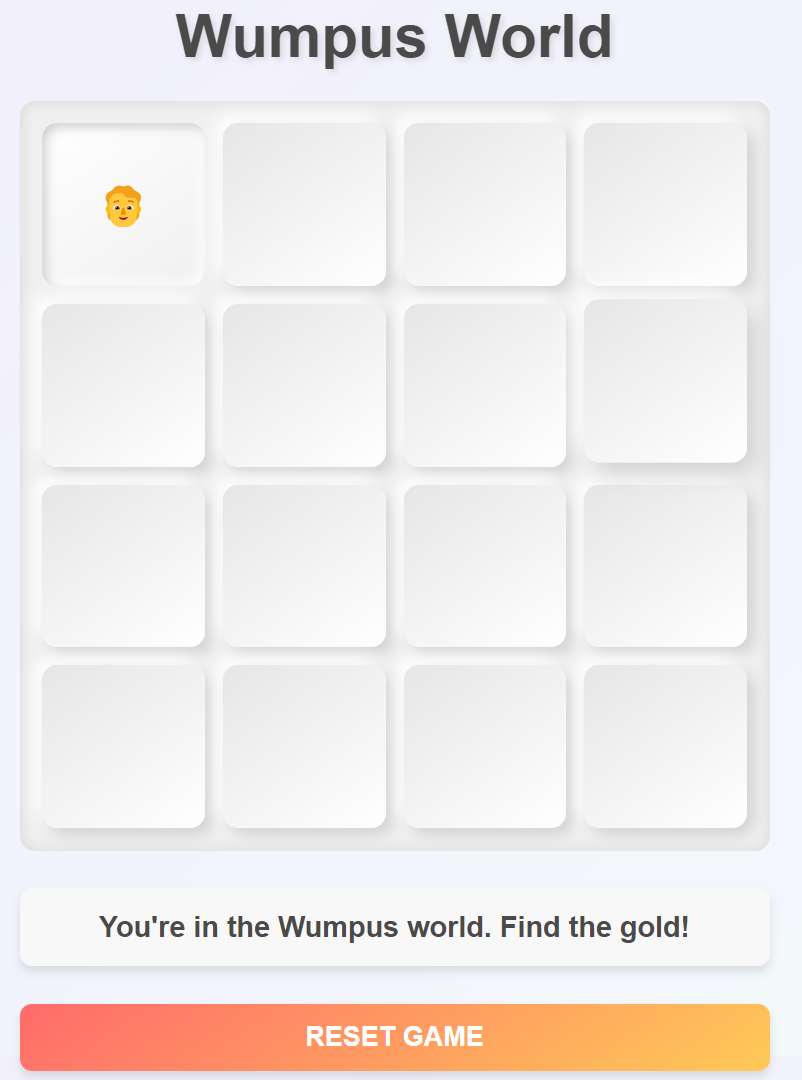 Wumpus World
You're in the Wumpus world. Find the gold!
RESET GAME